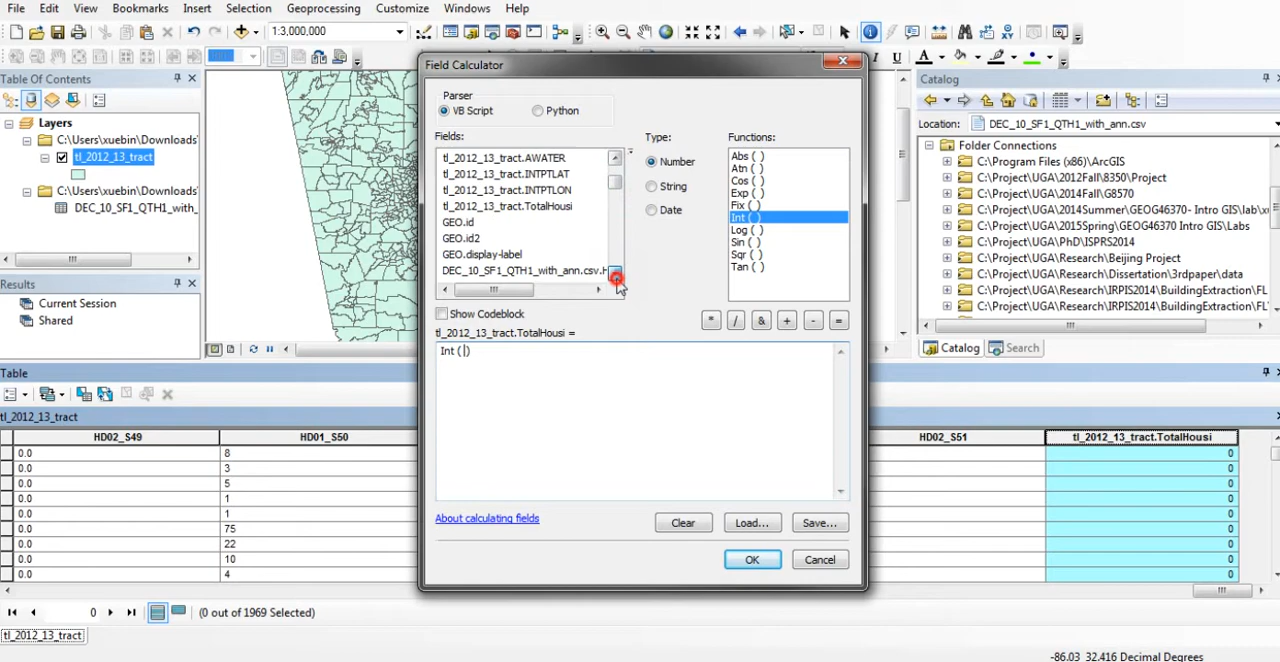 File Edit View Bookmarks Insert Selection Geoprocessing Customize Windows Help
1:3,000,000
Table Of Contents
Layers
C:\Users\xuebin\Downloads'
tl_2012_13_tract
C:\Users\xuebin\Downloads'
DEC_10_SF1_QTH1_with_
Results
Current Session
Shared
Field Calculator
Parser
VB Script Python
Fields:
tl_2012_13_tract.AWATER
tl_2012_13_tract.INTPTLAT
tl_2012_13_tract.INTPTLON
tl_2012_13_tract.TotalHousi
GEO.id
GEO.id2
GEO.display-label
DEC_10_SF1_QTH1_with_ann.csv.H
Type:
Number
String
Date
Functions:
Abs ( )
Atn ( )
Cos ( )
Exp ( )
Fix ( )
Int ( )
Log ( )
Sin ( )
Sqr ( )
Tan ( )
Show Codeblock
* / & + - =
tl_2012_13_tract.TotalHousi =
Int ( )
About calculating fields
Clear Load... Save...
OK Cancel
U A
Catalog
Location: DEC_10_SF1_QTH1_with_ann.csv
Folder Connections
C:\Program Files (x86)\ArcGIS
C:\Project\UGA\2012Fall\8350\Project
C:\Project\UGA\2014Fall\G8570
C:\Project\UGA\2014Summer\GEOG46370- Intro GIS\lab\x
C:\Project\UGA\2015Spring\GEOG46370\Labs
C:\Project\UGA\PhD\ISPRS2014
C:\Project\UGA\Research\Beijing Project
C:\Project\UGA\Research\Dissertation\3rdpaper\data
C:\Project\UGA\Research\IRPIS2014\BuildingExtraction\FL
Catalog Search
Table
tl_2012_13_tract
HD02_S49 HD01_S50 HD02_S51 tl_2012_13_tract.TotalHousi
0.0 8 0
0.0 3 0
0.0 5 0
0.0 1 0
0.0 1 0
0.0 75 0
0.0 22 0
0.0 10 0
0.0 4 0
0 (0 out of 1969 Selected)
tl_2012_13_tract
-86.03 32.416 Decimal Degrees